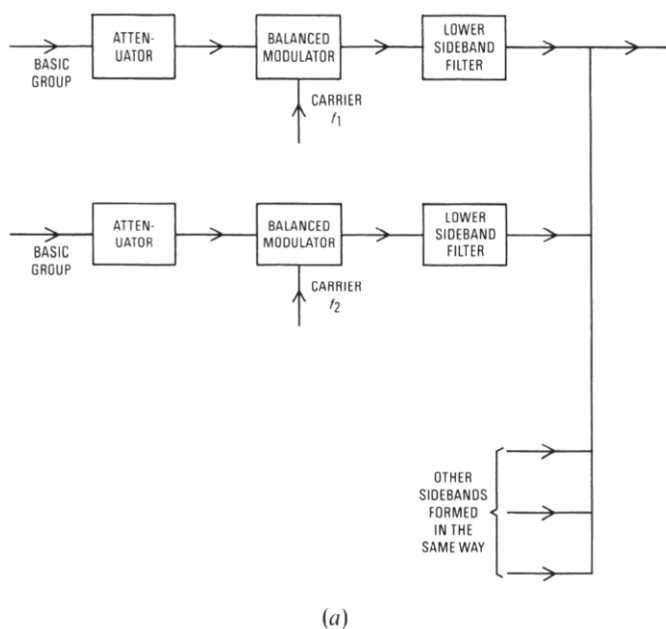 BASIC
GROUP
ATTEN-
UATOR
BALANCED
MODULATOR
LOWER
SIDEBAND
FILTER
CARRIER
f1
BASIC
GROUP
ATTEN-
UATOR
BALANCED
MODULATOR
LOWER
SIDEBAND
FILTER
CARRIER
f2
OTHER
SIDEBANDS
FORMED
IN THE
SAME WAY
(a)